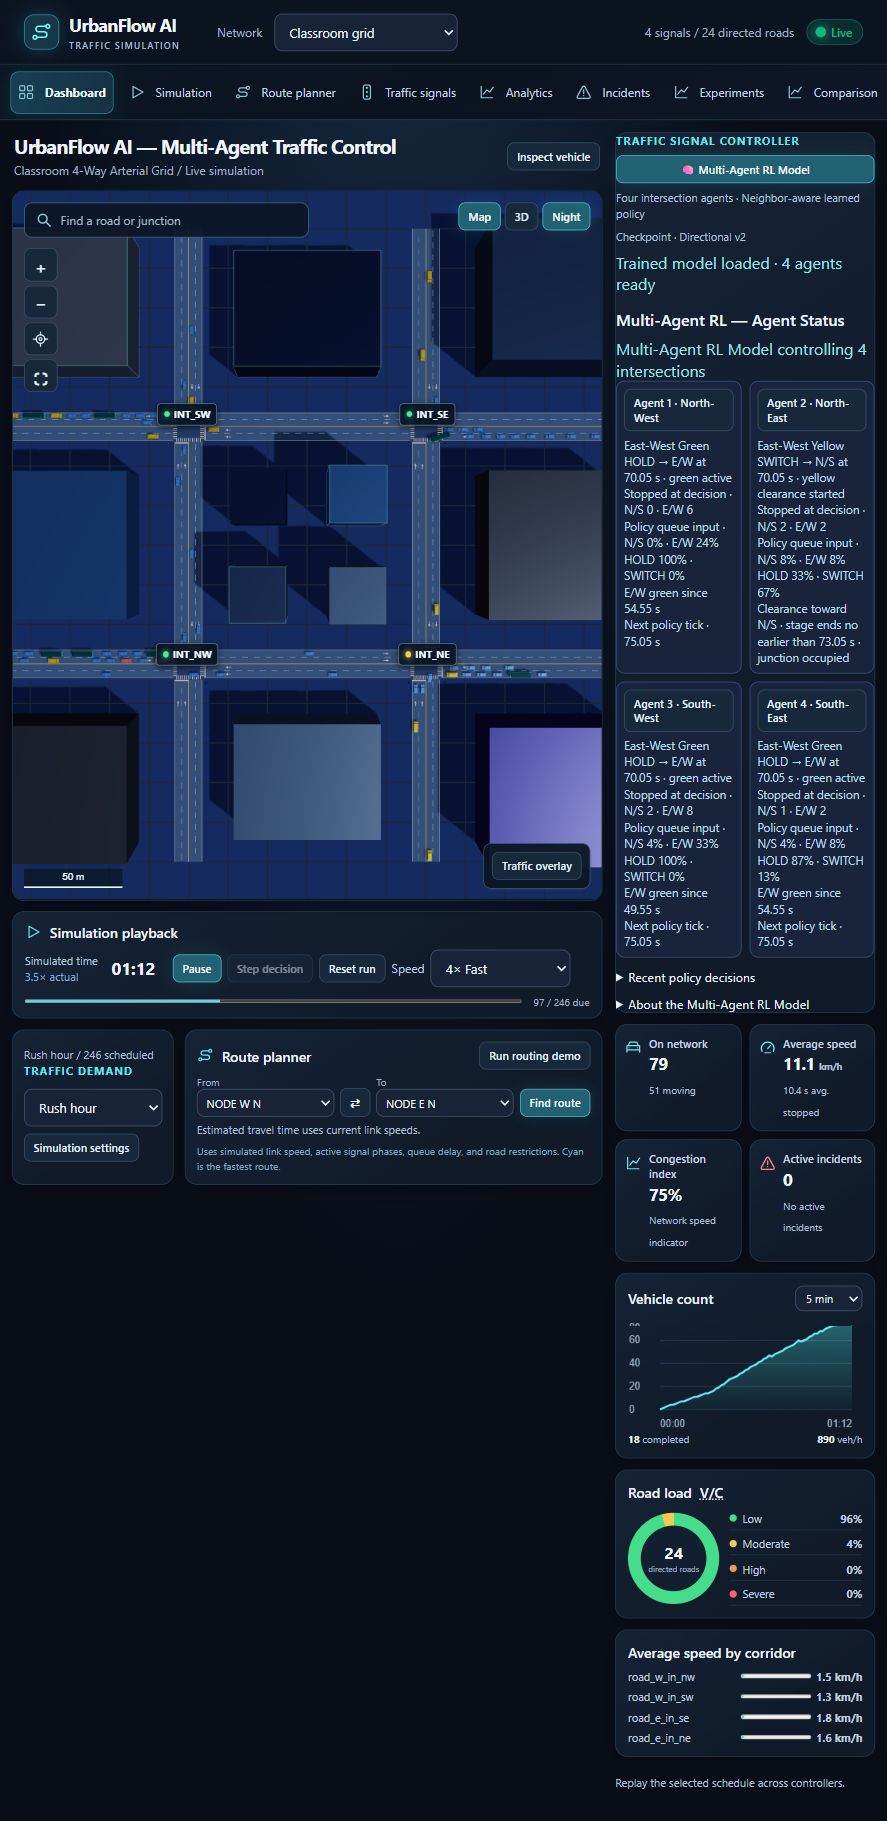 UrbanFlow AI
TRAFFIC SIMULATION
Network
Classroom grid
4 signals / 24 directed roads
Live
Dashboard
Simulation
Route planner
Traffic signals
Analytics
Incidents
Experiments
Comparison
UrbanFlow AI — Multi-Agent Traffic Control
Classroom 4-Way Arterial Grid / Live simulation
Inspect vehicle
Find a road or junction
Map
3D
Night
+
−
INT_SW
INT_SE
INT_NW
INT_NE
50 m
Traffic overlay
Simulation playback
Simulated time
3.5× actual
01:12
Pause
Step decision
Reset run
Speed
4× Fast
97 / 246 due
Rush hour / 246 scheduled
TRAFFIC DEMAND
Rush hour
Simulation settings
Route planner
Run routing demo
From
NODE W N
⇄
To
NODE E N
Find route
Estimated travel time uses current link speeds.
Uses simulated link speed, active signal phases, queue delay, and road restrictions. Cyan
is the fastest route.
TRAFFIC SIGNAL CONTROLLER
🧠 Multi-Agent RL Model
Four intersection agents · Neighbor-aware learned
policy
Checkpoint · Directional v2
Trained model loaded · 4 agents
ready
Multi-Agent RL — Agent Status
Multi-Agent RL Model controlling 4
intersections
Agent 1 · North-
West
East-West Green
HOLD → E/W at
70.05 s · green active
Stopped at decision ·
N/S 0 · E/W 6
Policy queue input ·
N/S 0% · E/W 24%
HOLD 100% ·
SWITCH 0%
E/W green since
54.55 s
Next policy tick ·
75.05 s
Agent 2 · North-
East
East-West Yellow
SWITCH → N/S at
70.05 s · yellow
clearance started
Stopped at decision ·
N/S 2 · E/W 2
Policy queue input ·
N/S 8% · E/W 8%
HOLD 33% · SWITCH
67%
Clearance toward
N/S · stage ends no
earlier than 73.05 s ·
junction occupied
Agent 3 · South-
West
East-West Green
HOLD → E/W at
70.05 s · green active
Stopped at decision ·
N/S 2 · E/W 8
Policy queue input ·
N/S 4% · E/W 33%
HOLD 100% ·
SWITCH 0%
E/W green since
49.55 s
Next policy tick ·
75.05 s
Agent 4 · South-
East
East-West Green
HOLD → E/W at
70.05 s · green active
Stopped at decision ·
N/S 1 · E/W 2
Policy queue input ·
N/S 4% · E/W 8%
HOLD 87% · SWITCH
13%
E/W green since
54.55 s
Next policy tick ·
75.05 s
▶ Recent policy decisions
▶ About the Multi-Agent RL Model
On network
79
51 moving
Average speed
11.1 km/h
10.4 s avg.
stopped
Congestion
index
75%
Network speed
indicator
Active incidents
0
No active
incidents
Vehicle count
5 min
80
60
40
20
0
00:00
01:12
18 completed
890 veh/h
Road load V/C
24
directed roads
Low 96%
Moderate 4%
High 0%
Severe 0%
Average speed by corridor
road_w_in_nw 1.5 km/h
road_w_in_sw 1.3 km/h
road_e_in_se 1.8 km/h
road_e_in_ne 1.6 km/h
Replay the selected schedule across controllers.